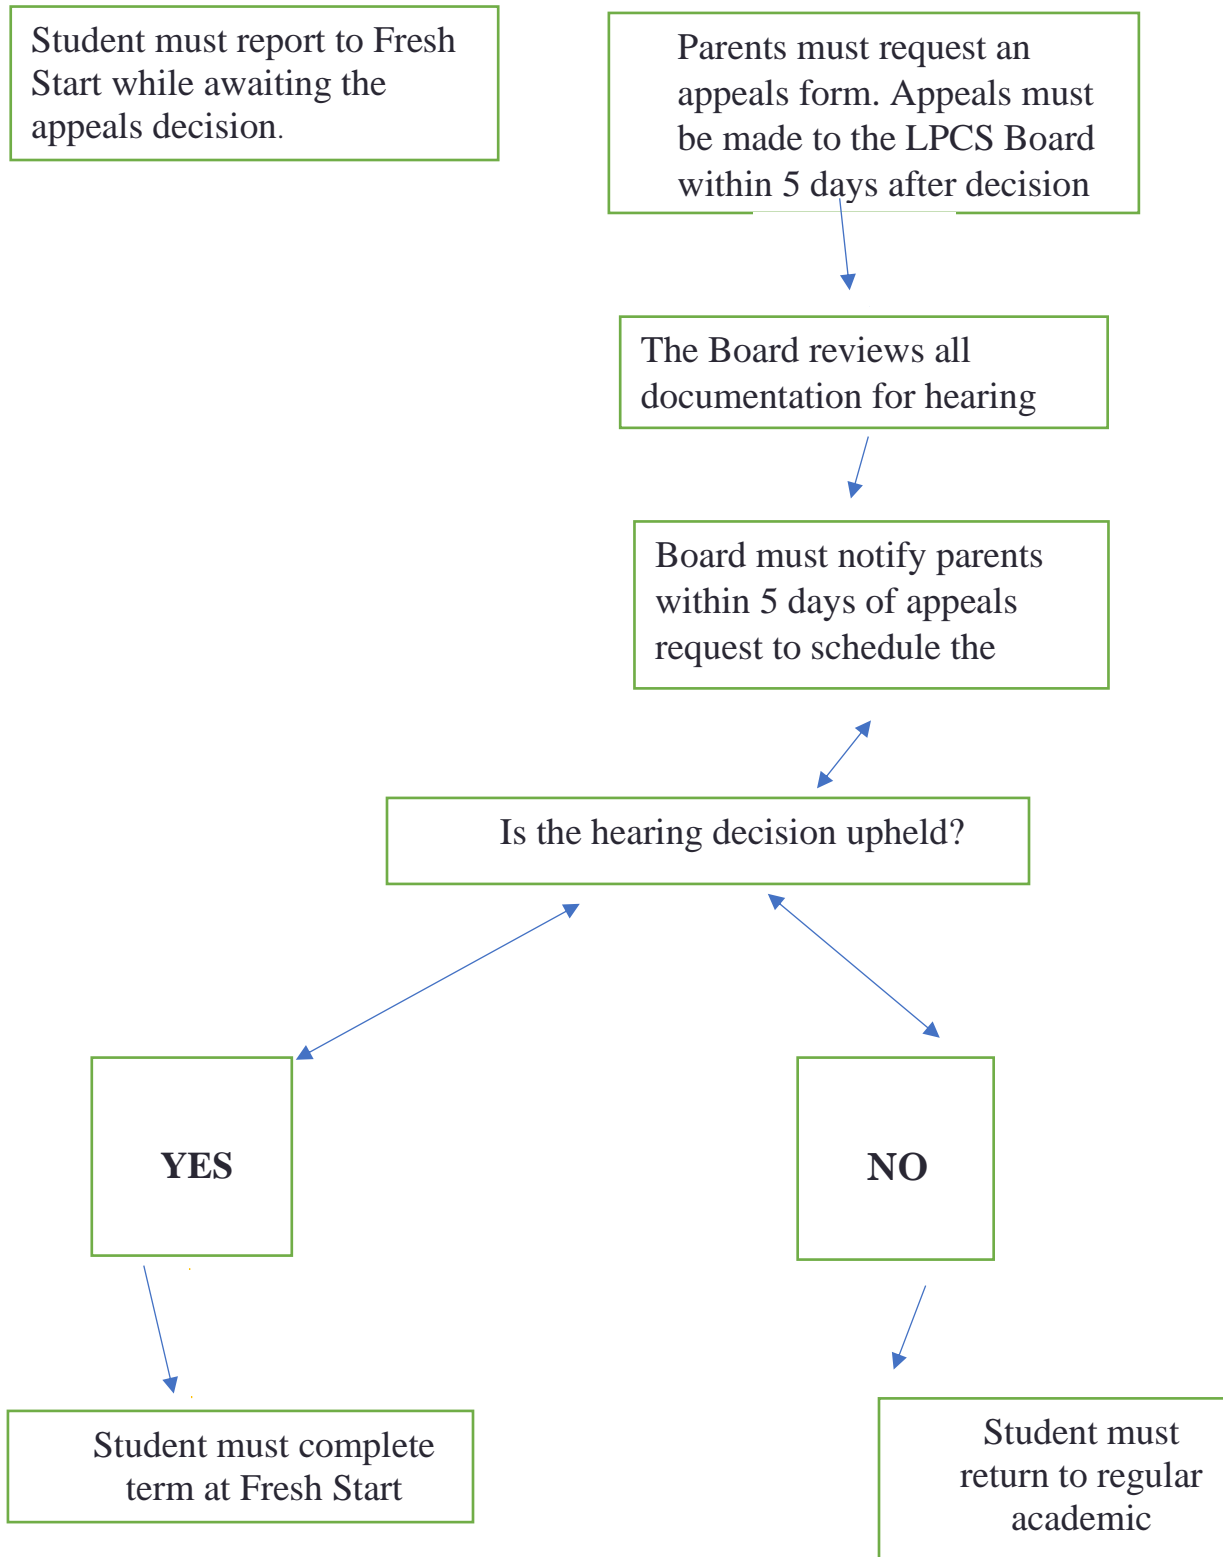 Student must report to Fresh
Start while awaiting the
appeals decision.
Parents must request an
appeals form. Appeals must
be made to the LPCS Board
within 5 days after decision
The Board reviews all
documentation for hearing
Board must notify parents
within 5 days of appeals
request to schedule the
Is the hearing decision upheld?
YES
NO
Student must complete
term at Fresh Start
Student must
return to regular
academic